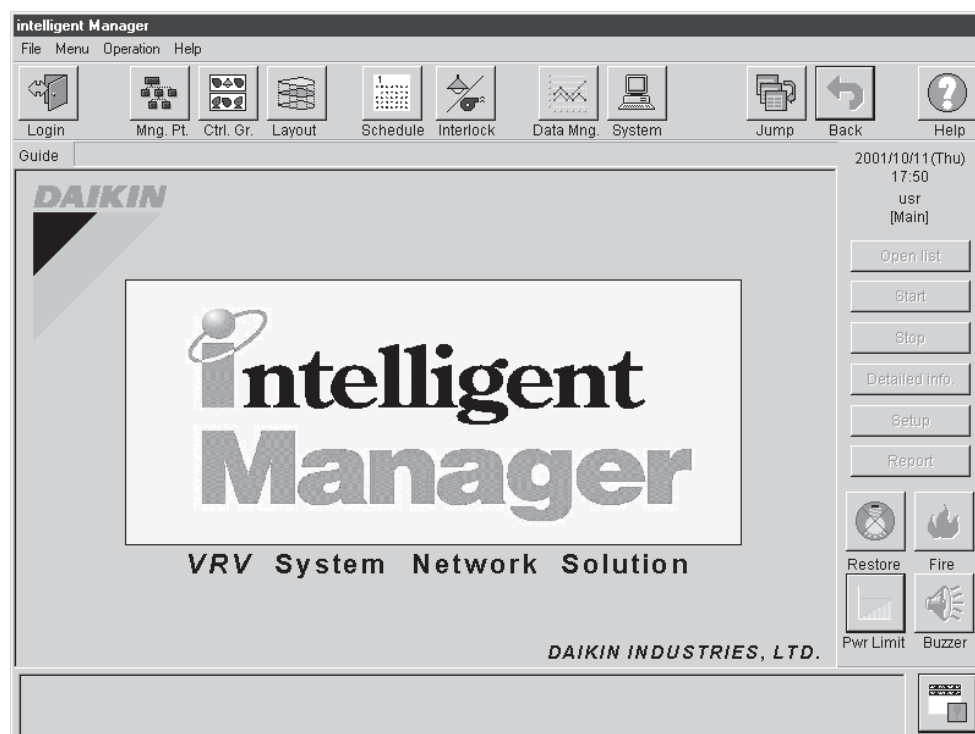 intelligent Manager
File Menu Operation Help
Login Mng. Pt. Ctrl. Gr. Layout Schedule Interlock Data Mng. System Jump Back Help
Guide
2001/10/11(Thu)
17:50
usr
[Main]
DAIKIN
intelligent
Manager
VRV System Network Solution
DAIKIN INDUSTRIES, LTD.
Open list
Start
Stop
Detailed info.
Setup
Report
Restore Fire
Pwr Limit Buzzer